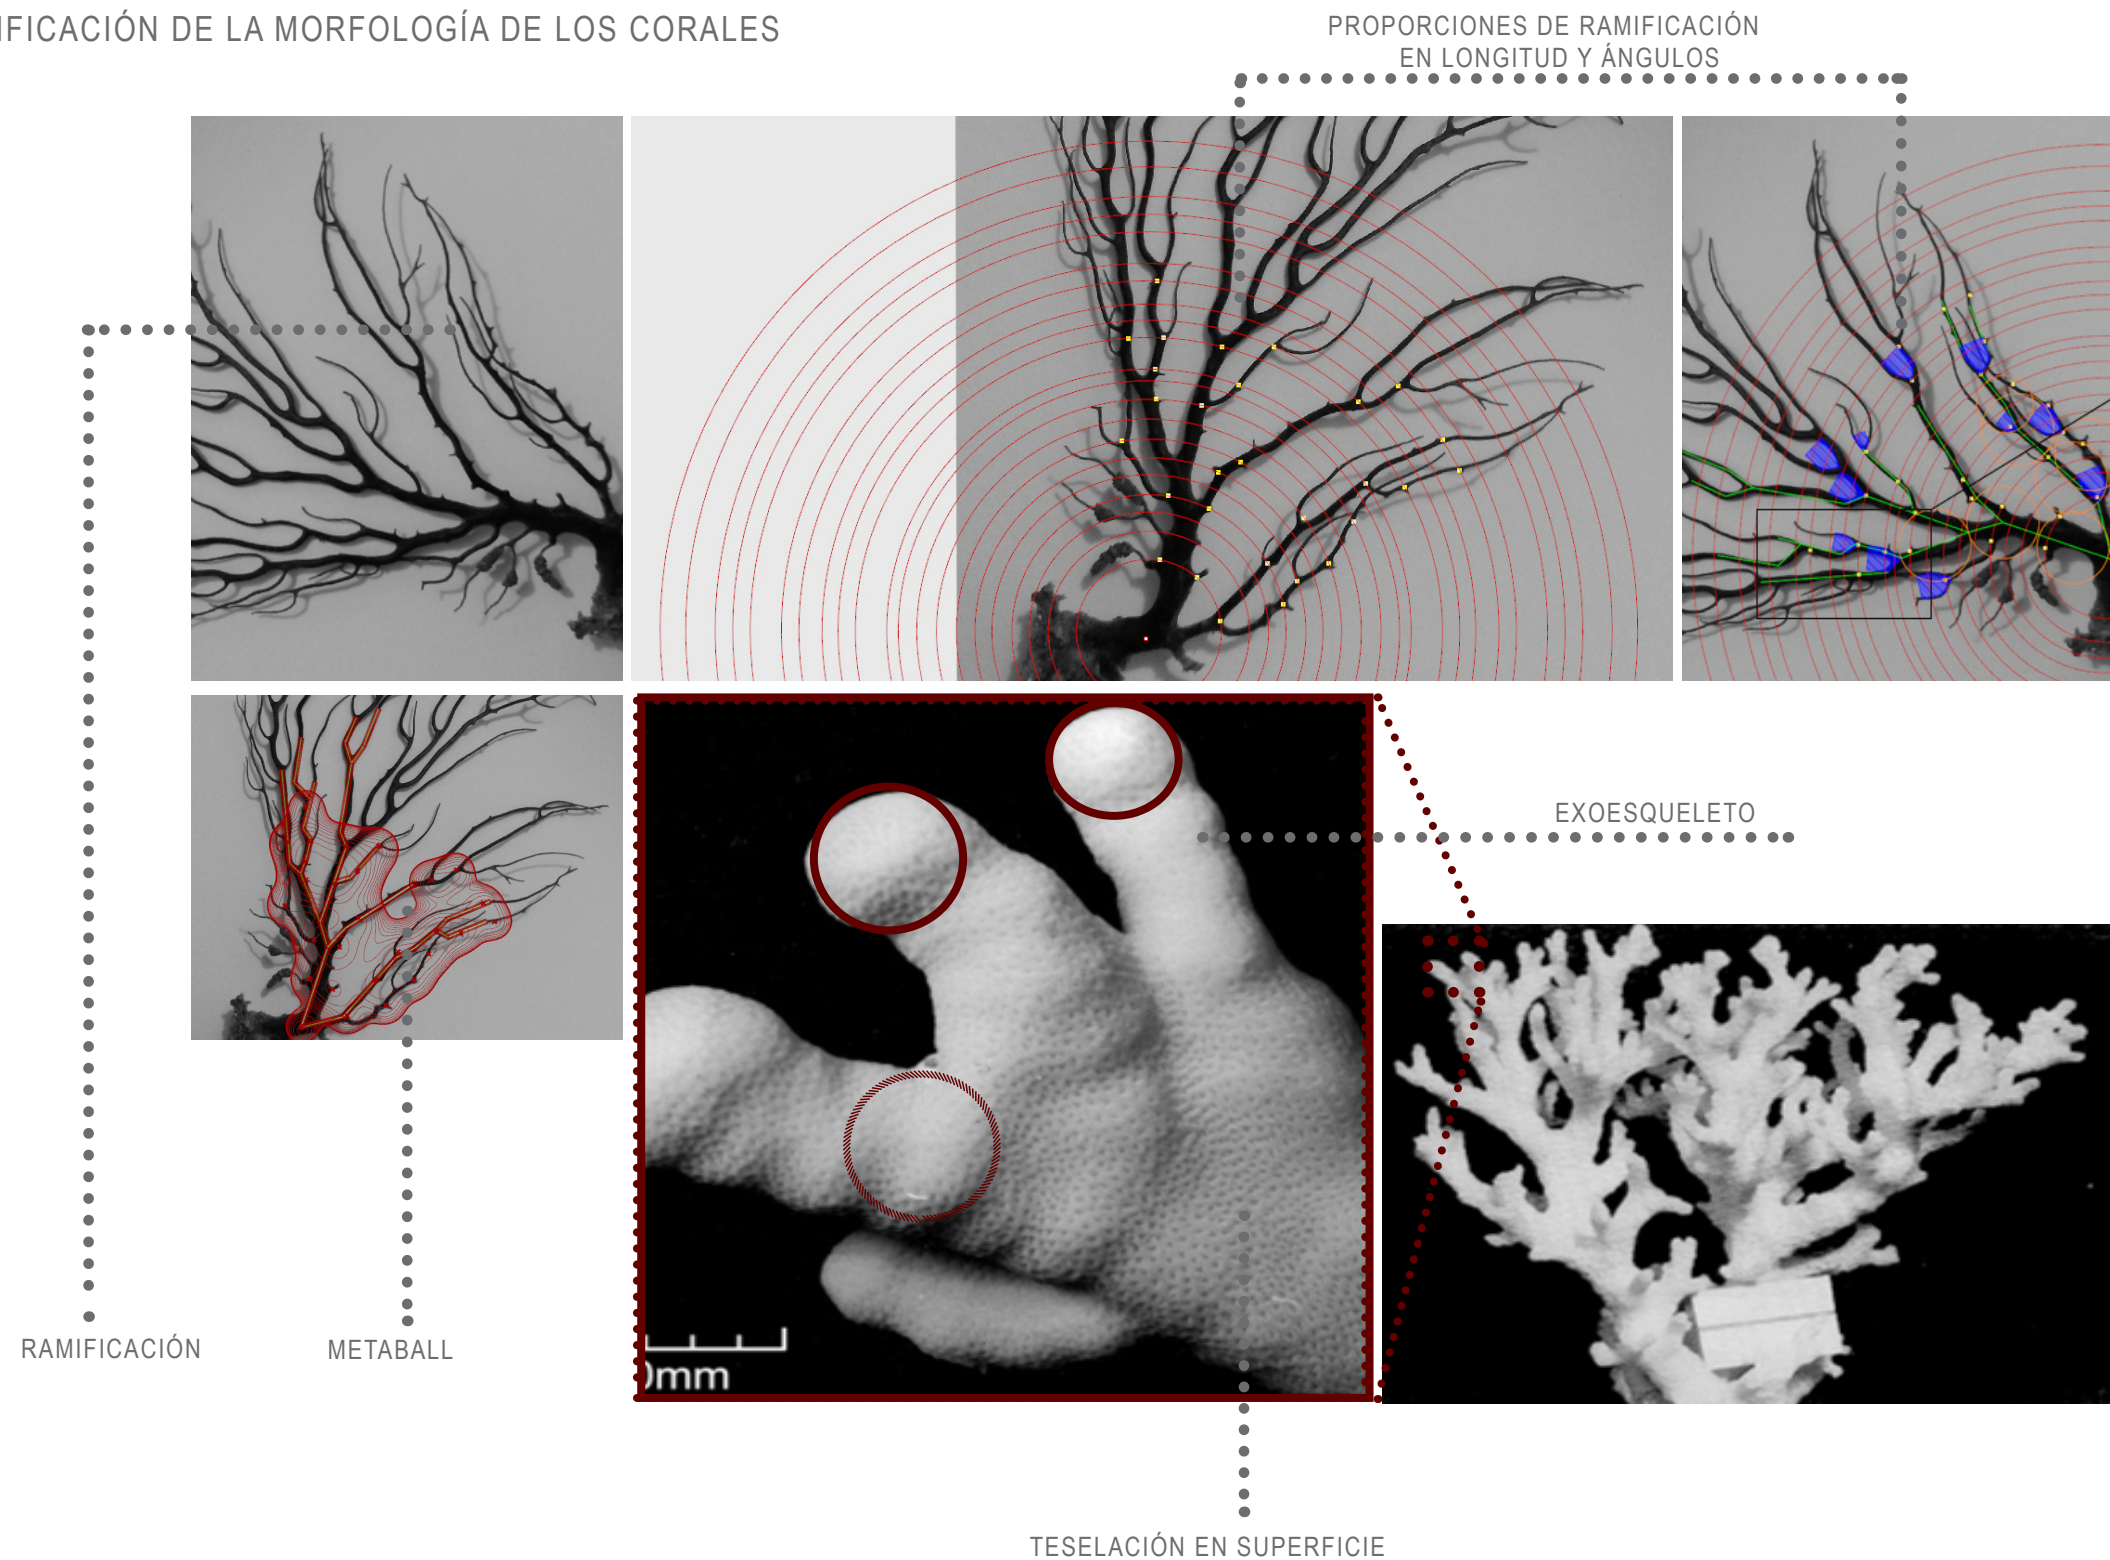 IFICACIÓN DE LA MORFOLOGÍA DE LOS CORALES
PROPORCIONES DE RAMIFICACIÓN
EN LONGITUD Y ÁNGULOS
EXOESQUELETO
RAMIFICACIÓN
METABALL
0mm
TESELACIÓN EN SUPERFICIE